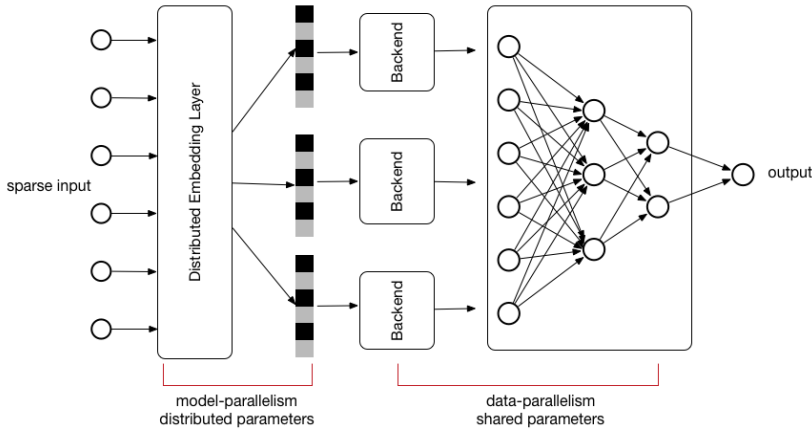 sparse input
Distributed Embedding Layer
Backend
Backend
Backend
output
model-parallelism
distributed parameters
data-parallelism
shared parameters